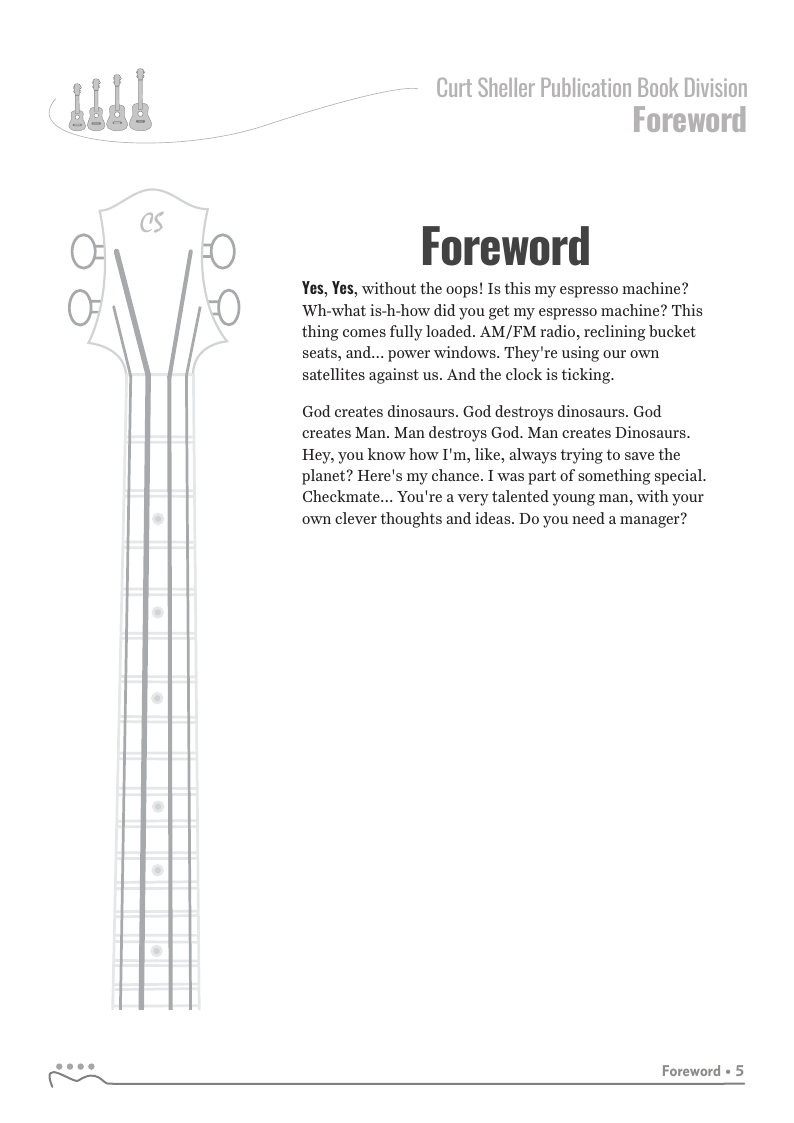 Curt Sheller Publication Book Division
Foreword
CS
Foreword
Yes, Yes, without the oops! Is this my espresso machine?
Wh-what is-h-how did you get my espresso machine? This
thing comes fully loaded. AM/FM radio, reclining bucket
seats, and... power windows. They're using our own
satellites against us. And the clock is ticking.
God creates dinosaurs. God destroys dinosaurs. God
creates Man. Man destroys God. Man creates Dinosaurs.
Hey, you know how I'm, like, always trying to save the
planet? Here's my chance. I was part of something special.
Checkmate... You're a very talented young man, with your
own clever thoughts and ideas. Do you need a manager?
Foreword • 5